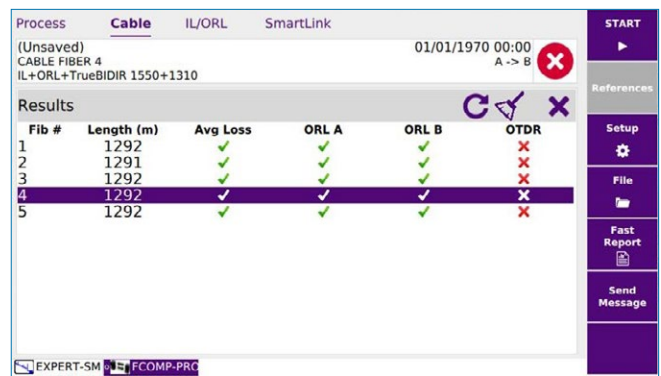 Process Cable IL/ORL SmartLink
(Unsaved) 01/01/1970 00:00
CABLE FIBER 4 A -> B
IL+ORL+TrueBIDIR 1550+1310
Results
Fib # Length (m) Avg Loss ORL A ORL B OTDR
1 1292
2 1291
3 1292
4 1292
5 1292
EXPERT-SM FCOMP-PRO
START
References
Setup
File
Fast
Report
Send
Message